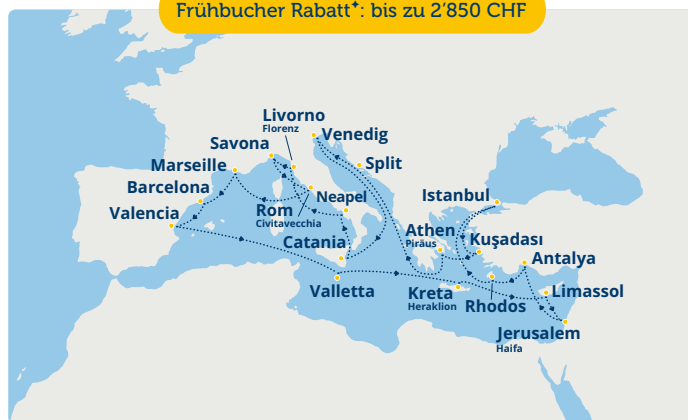 Frühbucher Rabatt✦: bis zu 2'850 CHF
Livorno
Florenz
Venedig
Savona
Split
Marseille
Barcelona
Neapel
Istanbul
Valencia
Rom
Civitavecchia
Athen
Piräus
Kuşadası
Catania
Antalya
Valletta
Kreta
Heraklion
Rhodos
Limassol
Jerusalem
Haifa